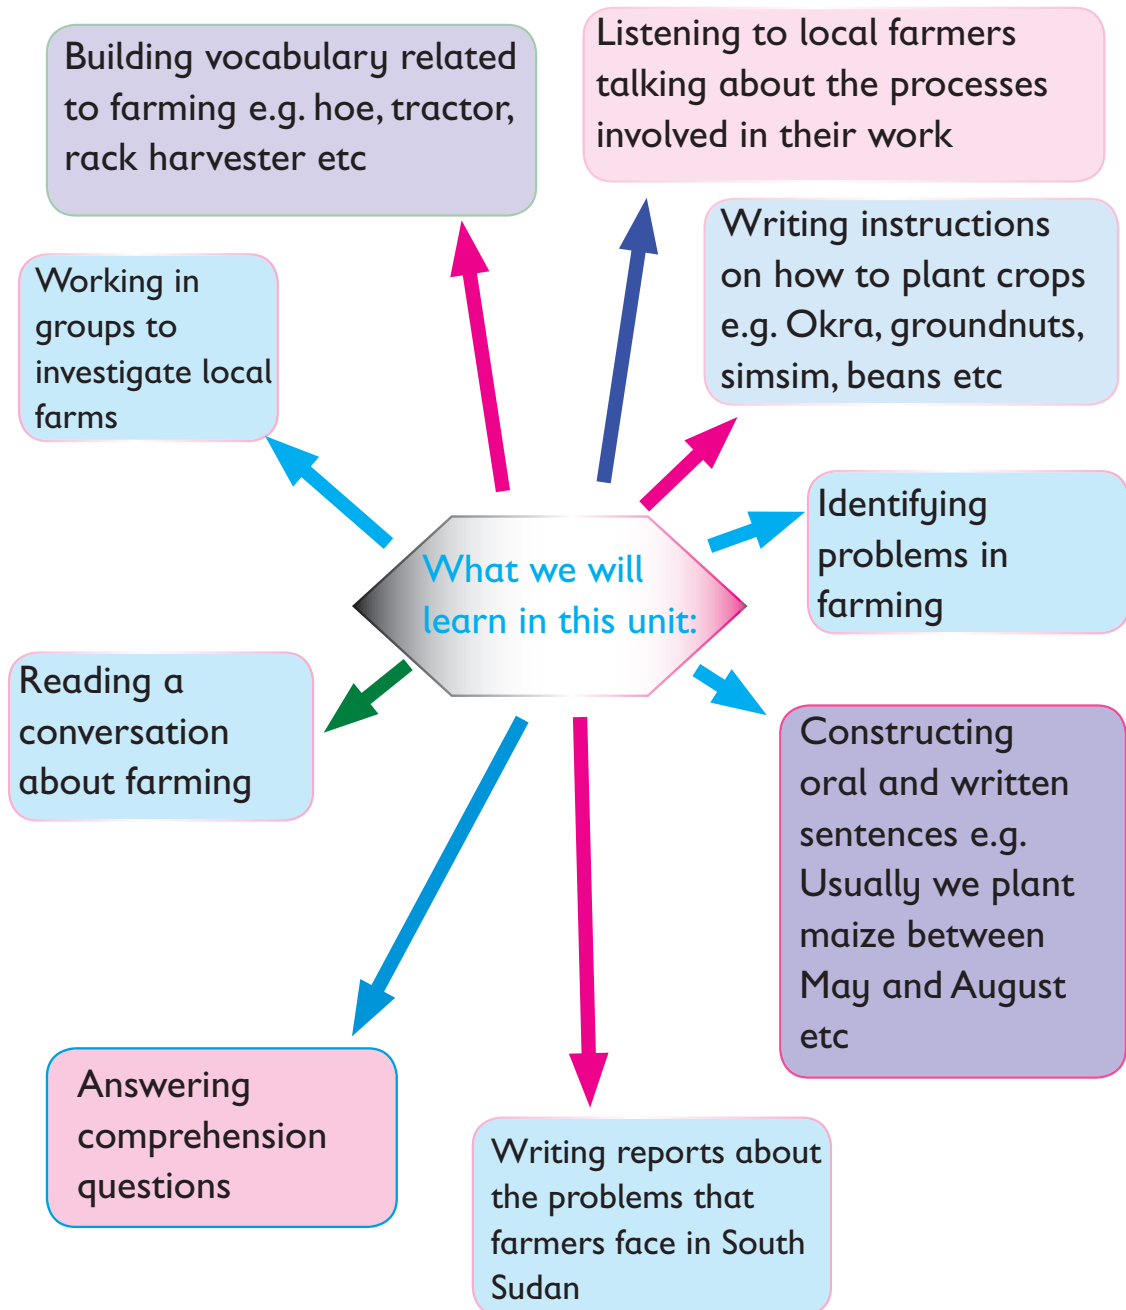 Building vocabulary related
to farming e.g. hoe, tractor,
rack harvester etc
Listening to local farmers
talking about the processes
involved in their work
Writing instructions
on how to plant crops
e.g. Okra, groundnuts,
simsim, beans etc
Working in
groups to
investigate local
farms
Identifying
problems in
farming
What we will
learn in this unit:
Reading a
conversation
about farming
Constructing
oral and written
sentences e.g.
Usually we plant
maize between
May and August
etc
Answering
comprehension
questions
Writing reports about
the problems that
farmers face in South
Sudan